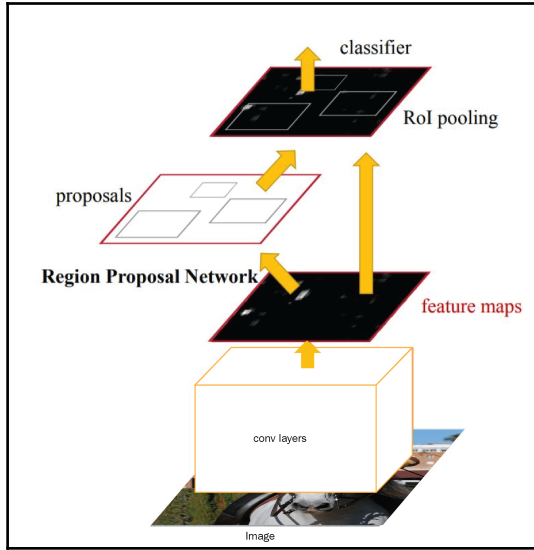 classifier
RoI pooling
proposals
Region Proposal Network
feature maps
conv layers
Image